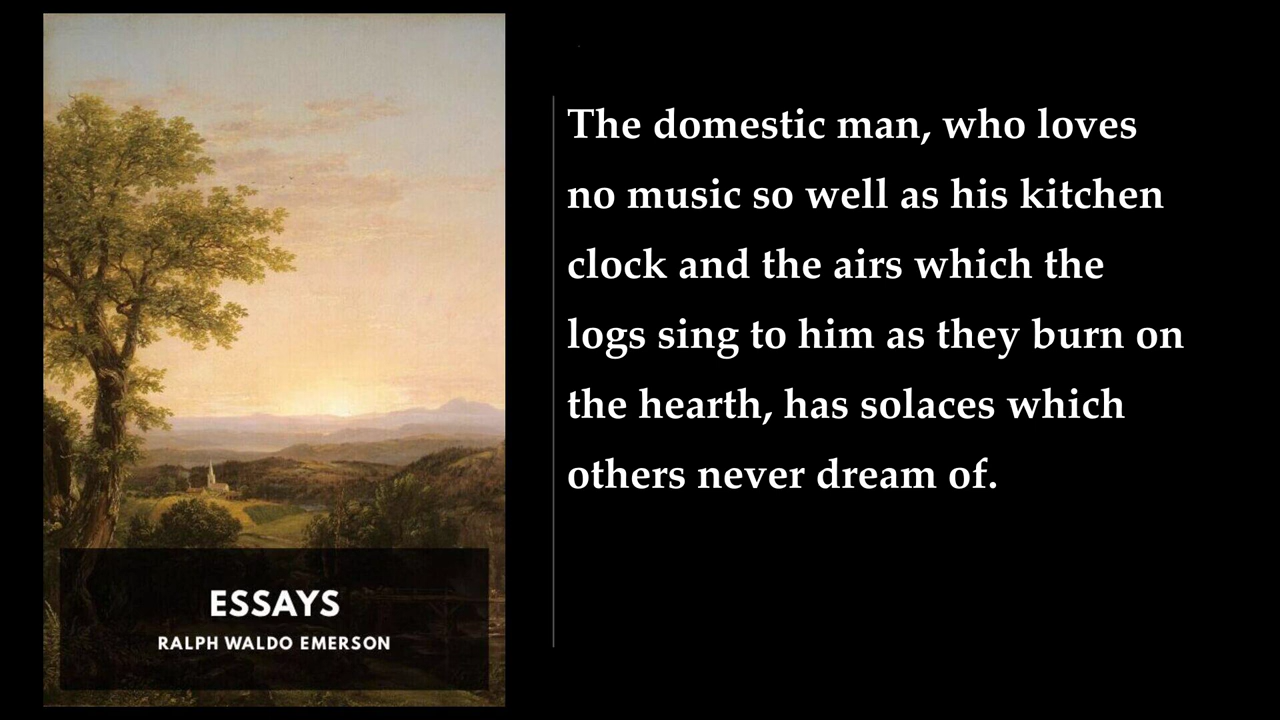 ESSAYS
RALPH WALDO EMERSON
The domestic man, who loves
no music so well as his kitchen
clock and the airs which the
logs sing to him as they burn on
the hearth, has solaces which
others never dream of.